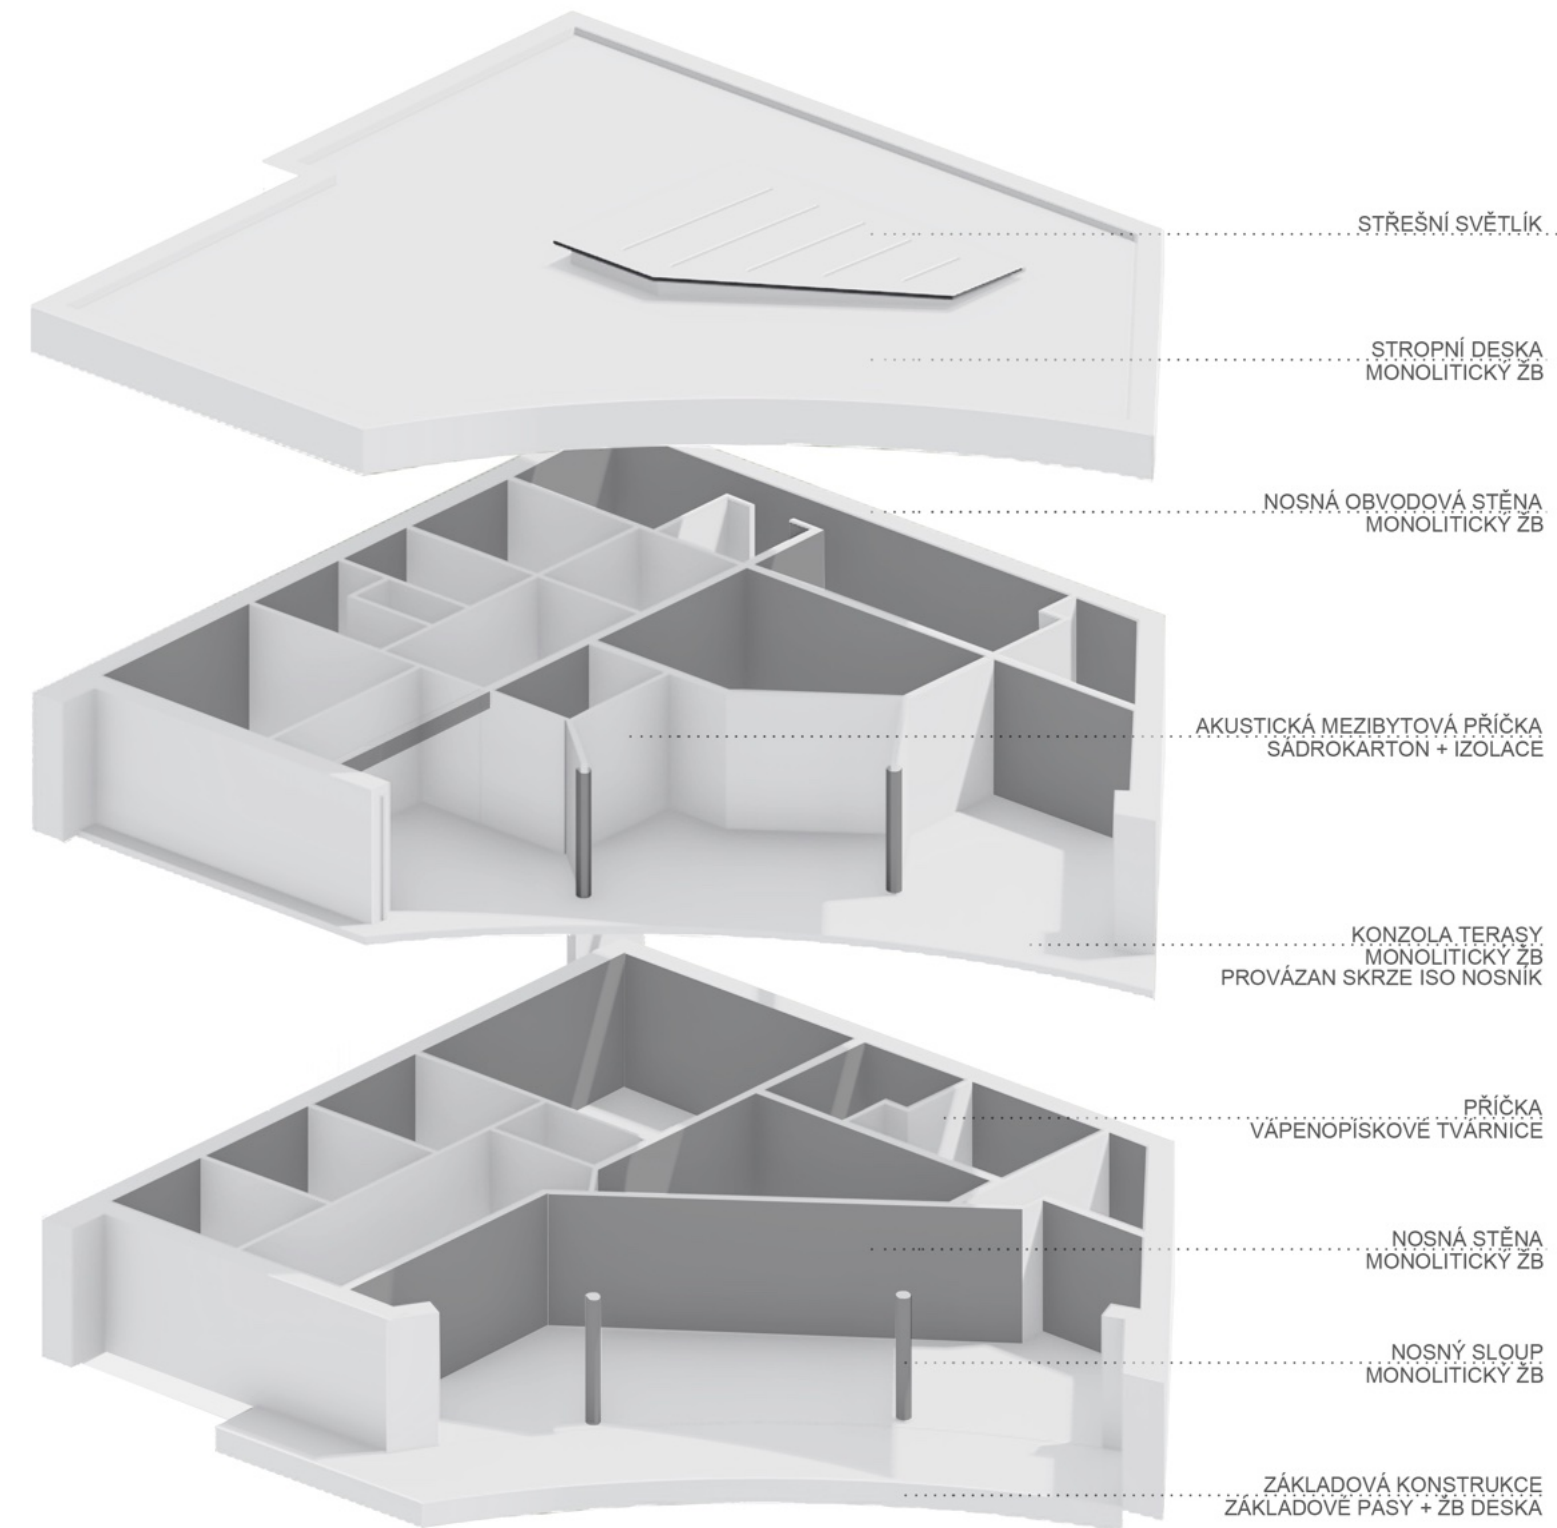 STŘEŠNÍ SVĚTLÍK
STROPNÍ DESKA
MONOLITICKÝ ŽB
NOSNÁ OBVODOVÁ STĚNA
MONOLITICKÝ ŽB
AKUSTICKÁ MEZIBYTOVÁ PŘÍČKA
SÁDROKARTON + IZOLACE
KONZOLA TERASY
MONOLITICKÝ ŽB
PROVÁZAN SKRZE ISO NOSNÍK
PŘÍČKA
VÁPENOPÍSKOVÉ TVÁRNICE
NOSNÁ STĚNA
MONOLITICKÝ ŽB
NOSNÝ SLOUP
MONOLITICKÝ ŽB
ZÁKLADOVÁ KONSTRUKCE
ZÁKLADOVÉ PASY + ŽB DESKA